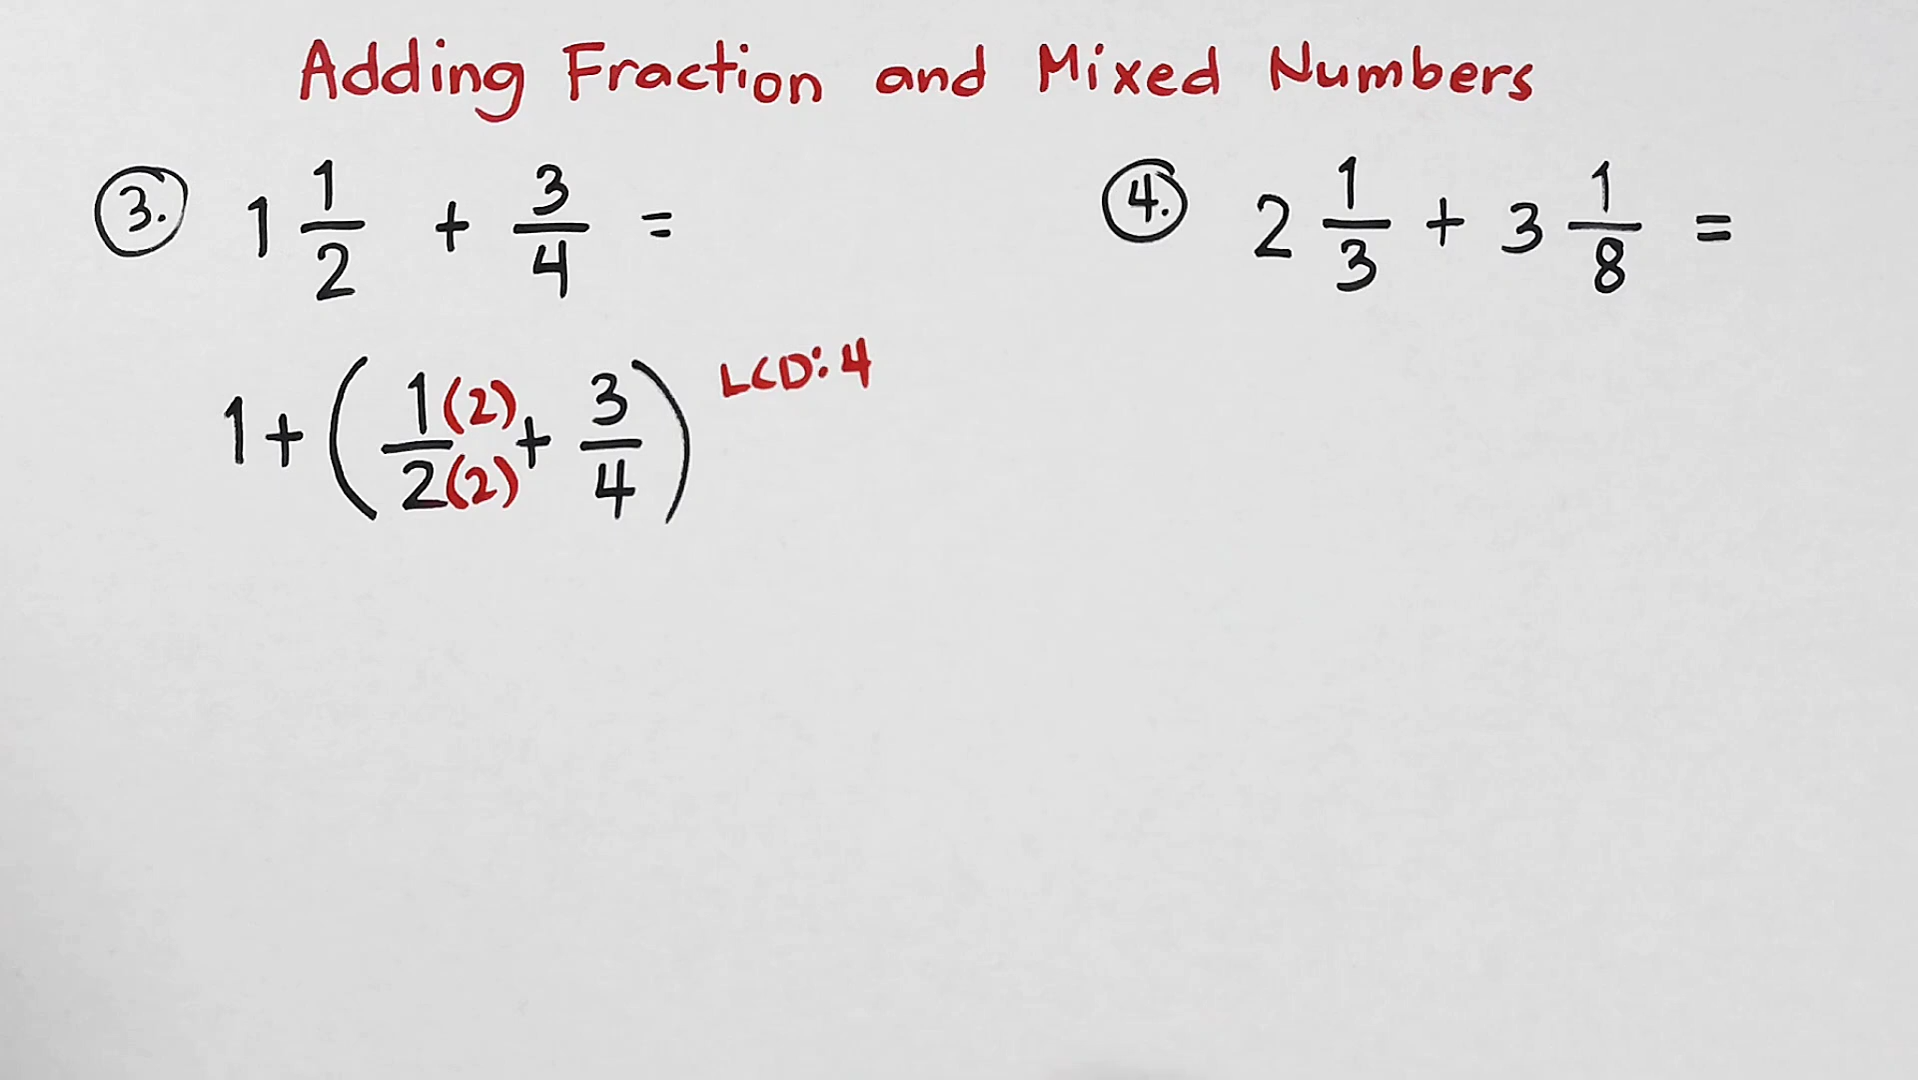 Adding Fraction and Mixed Numbers
3. 1 1/2 + 3/4 =
1 + ( 1(2)/2(2) + 3/4 ) LCD: 4
4. 2 1/3 + 3 1/8 =